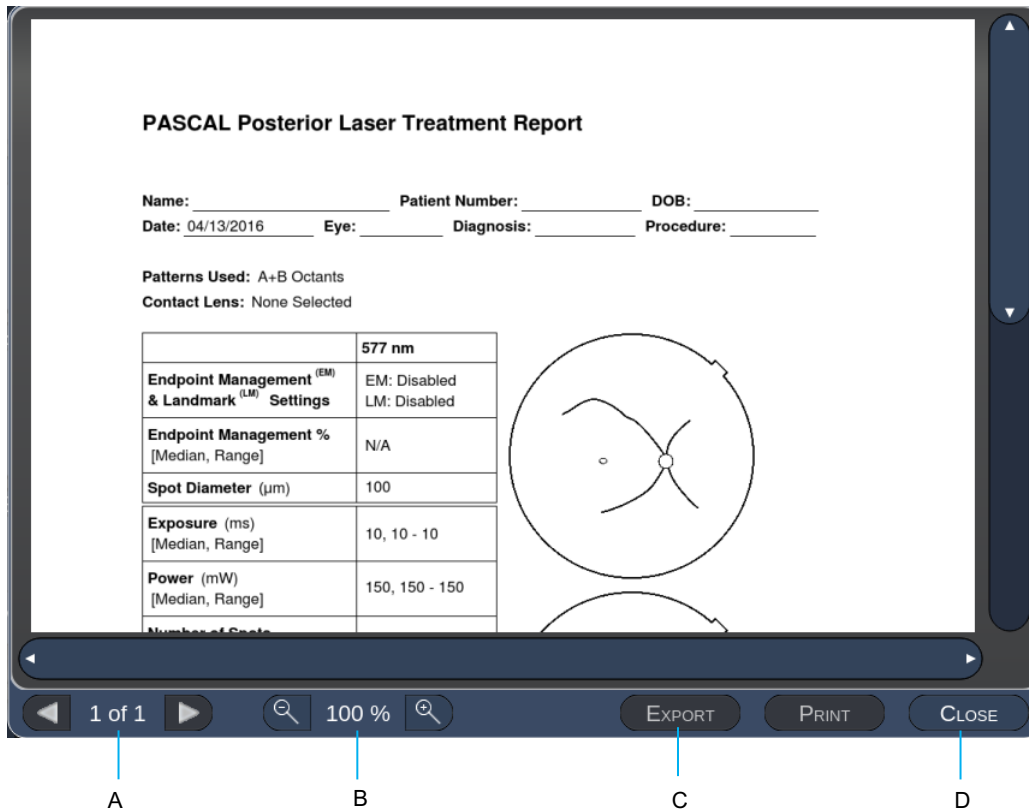 PASCAL Posterior Laser Treatment Report
Name: Patient Number: DOB:
Date: 04/13/2016 Eye: Diagnosis: Procedure:
Patterns Used: A+B Octants
Contact Lens: None Selected
577 nm
Endpoint Management (EM)
& Landmark (LM) Settings
EM: Disabled
LM: Disabled
Endpoint Management %
[Median, Range]
N/A
Spot Diameter (µm) 100
Exposure (ms)
[Median, Range]
10, 10 - 10
Power (mW)
[Median, Range]
150, 150 - 150
Number of Spots
1 of 1 100 % EXPORT PRINT CLOSE
A B C D